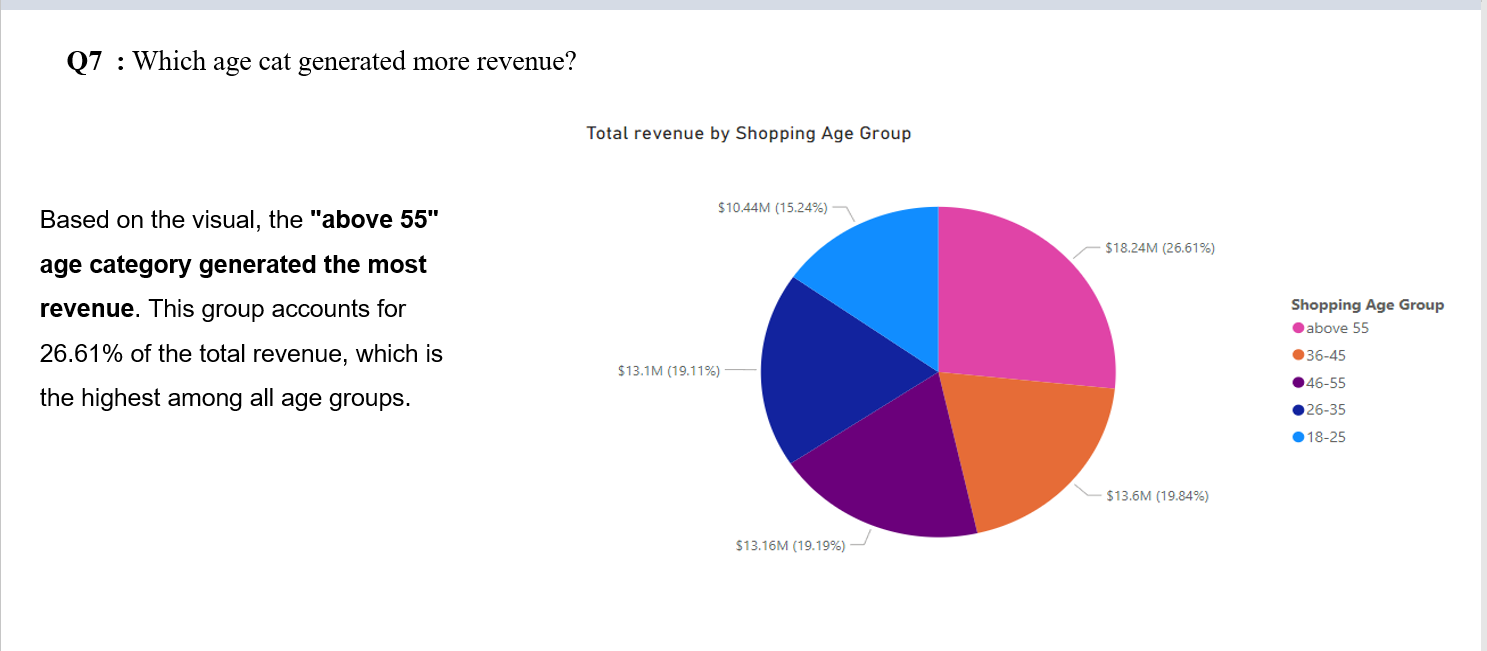 Q7 : Which age cat generated more revenue?
Total revenue by Shopping Age Group
Based on the visual, the "above 55"
age category generated the most
revenue. This group accounts for
26.61% of the total revenue, which is
the highest among all age groups.
$10.44M (15.24%)
$18.24M (26.61%)
$13.1M (19.11%)
$13.6M (19.84%)
$13.16M (19.19%)
Shopping Age Group
above 55
36-45
46-55
26-35
18-25